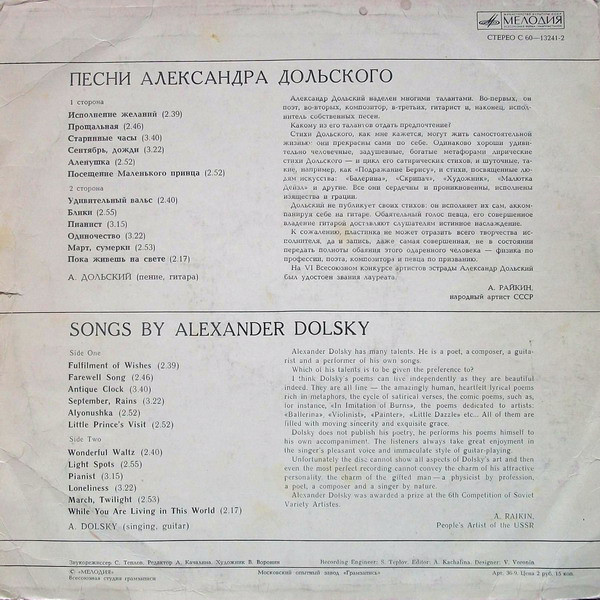 МЕЛОДИЯ
СТЕРЕО С 60—13241-2
ПЕСНИ АЛЕКСАНДРА ДОЛЬСКОГО
1 сторона
Исполнение желаний (2.39)
Прощальная (2.46)
Старинные часы (3.40)
Сентябрь, дожди (3.22)
Аленушка (2.52)
Посещение Маленького принца (2.52)
2 сторона
Удивительный вальс (2.40)
Блики (2.55)
Пианист (3.15)
Одиночество (3.22)
Март, сумерки (2.53)
Пока живешь на свете (2.17)
А. ДОЛЬСКИЙ (пение, гитара)
Александр Дольский наделен многими талантами. Во-первых, он
поэт, во-вторых, композитор, в-третьих, гитарист и, наконец, испол-
нитель собственных песен.
Какому из его талантов отдать предпочтение?
Стихи Дольского, как мне кажется, могут жить самостоятельной
жизнью: они прекрасны сами по себе. Одинаково хороши удиви-
тельно человечные, задушевные, богатые метафорами лирические
стихи Дольского — и цикл его сатирических стихов, и шуточные, та-
кие, например, как «Подражание Бернсу», и стихи, посвященные лю-
дям искусства: «Балерина», «Скрипач», «Художник», «Малютка
Дейзл» и другие. Все они сердечны и проникновенны, исполнены
изящества и грации.
Дольский не публикует своих стихов: он исполняет их сам, акком-
панируя себе на гитаре. Обаятельный голос певца, его совершенное
владение гитарой доставляют слушателям истинное наслаждение.
К сожалению, пластинка не может отразить всего творчества ис-
полнителя, да и запись, даже самая совершенная, не в состоянии
передать полноты обаяния этого одаренного человека — физика по
профессии, поэта, композитора и певца по призванию.
На VI Всесоюзном конкурсе артистов эстрады Александр Дольский
был удостоен звания лауреата.
А. РАЙКИН,
народный артист СССР
SONGS BY ALEXANDER DOLSKY
Side One
Fulfilment of Wishes (2.39)
Farewell Song (2.46)
Antique Clock (3.40)
September, Rains (3.22)
Alyonushka (2.52)
Little Prince's Visit (2.52)
Side Two
Wonderful Waltz (2.40)
Light Spots (2.55)
Pianist (3.15)
Loneliness (3.22)
March, Twilight (2.53)
While You Are Living in This World (2.17)
A. DOLSKY (singing, guitar)
Alexander Dolsky has many talents. He is a poet, a composer, a guita-
rist and a performer of his own songs.
Which of his talents is to be given the preference to?
I think Dolsky's poems can live independently as they are beautiful
indeed. They are all fine — the amazingly human, heartfelt lyrical poems
rich in metaphors, the cycle of satirical verses, the comic poems, such as,
for instance, «In Imitation of Burns», the poems dedicated to artists:
«Ballerina», «Violinist», «Painter», «Little Dazzle» etc... All of them are
filled with moving sincerity and exquisite grace.
Dolsky does not publish his poetry, he performs his poems himself to
his own accompaniment. The listeners always take great enjoyment in
the singer's pleasant voice and immaculate style of guitar-playing.
Unfortunately the disc cannot show all aspects of Dolsky's art and then
even the most perfect recording cannot convey the charm of his attractive
personality, the charm of the gifted man — a physicist by profession,
a poet, a composer and a singer by nature.
Alexander Dolsky was awarded a prize at the 6th Competition of Soviet
Variety Artistes.
A. RAIKIN,
People's Artist of the USSR
Звукорежиссер С. Теплов. Редактор А. Качалина. Художник В. Воронин
Recording Engineer: S. Teplov. Editor: A. Kachalina. Designer: V. Voronin
© «МЕЛОДИЯ»
Всесоюзная студия грамзаписи
Московский опытный завод «Грамзапись»
Арт. 36-9. Цена 2 руб. 15 коп.